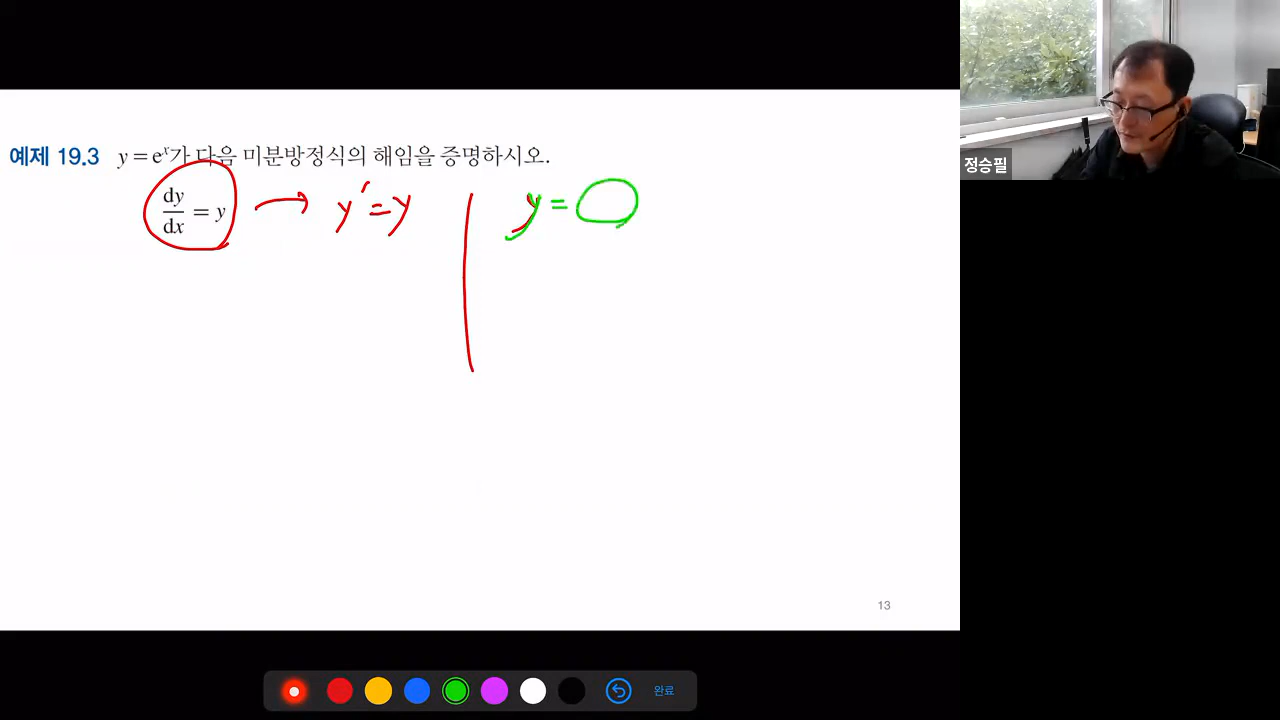 예제 19.3 y = eˣ가 다음 미분방정식의 해임을 증명하시오.
dy/dx = y → y' = y | y =
정승필
13
완료